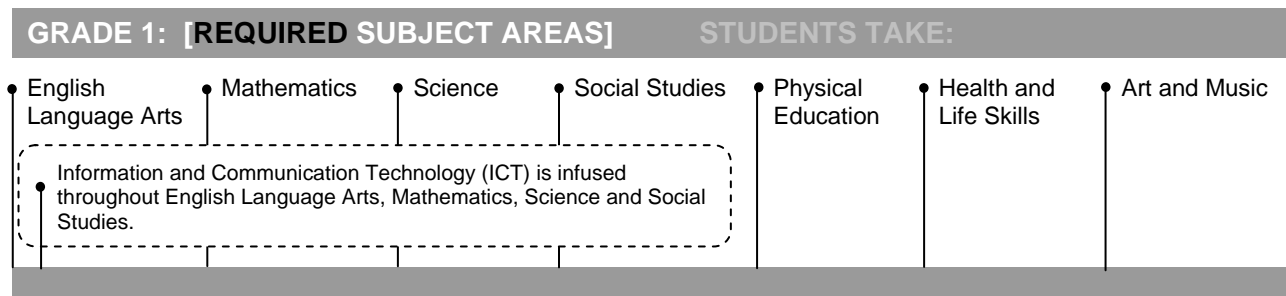 GRADE 1: [REQUIRED SUBJECT AREAS] STUDENTS TAKE:
English
Language Arts
Mathematics
Science
Social Studies
Physical
Education
Health and
Life Skills
Art and Music
Information and Communication Technology (ICT) is infused
throughout English Language Arts, Mathematics, Science and Social
Studies.